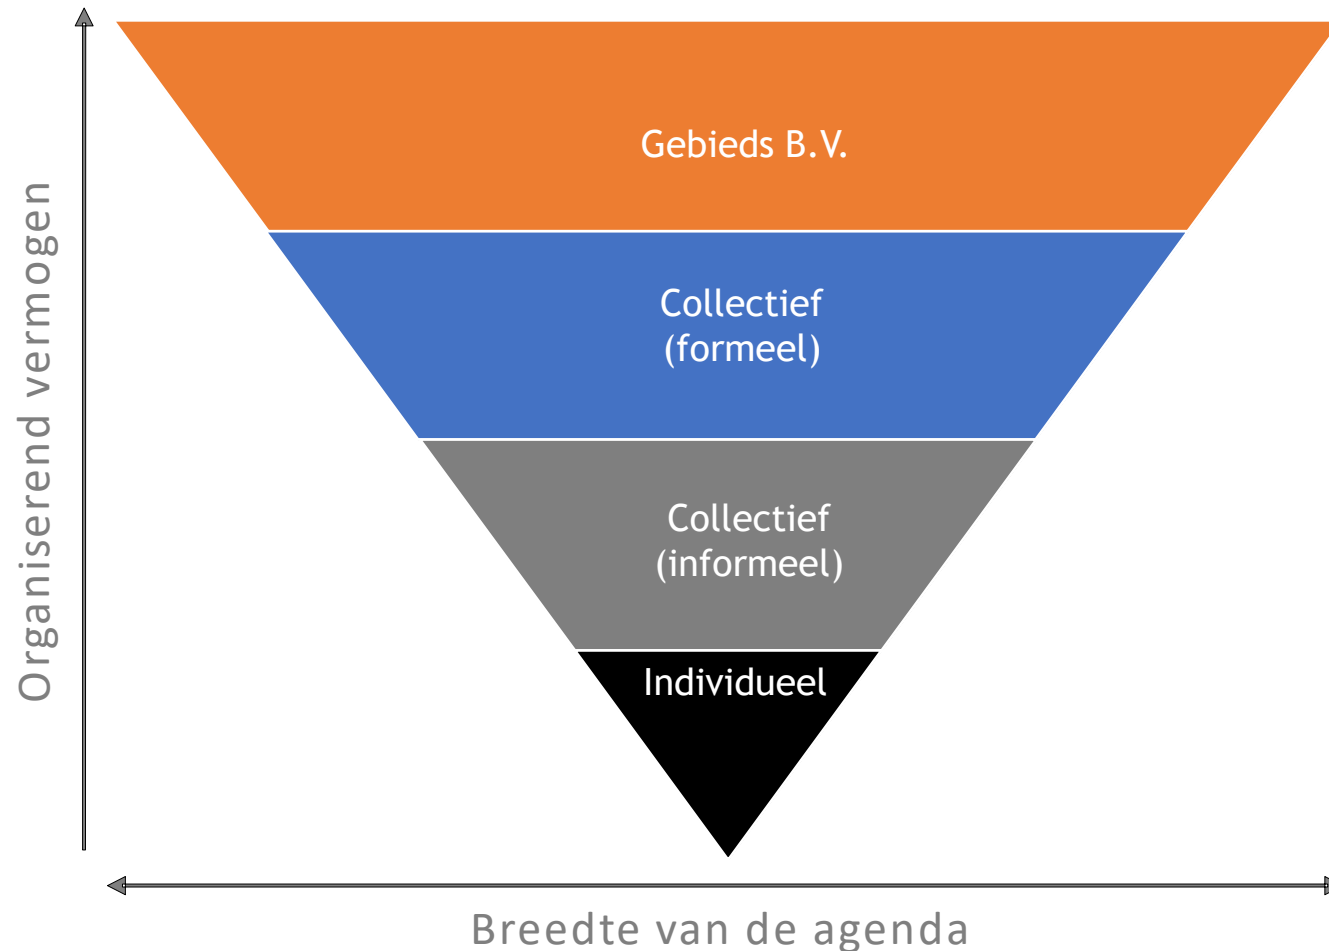 Organiserend vermogen
Gebieds B.V.
Collectief
(formeel)
Collectief
(informeel)
Individueel
Breedte van de agenda